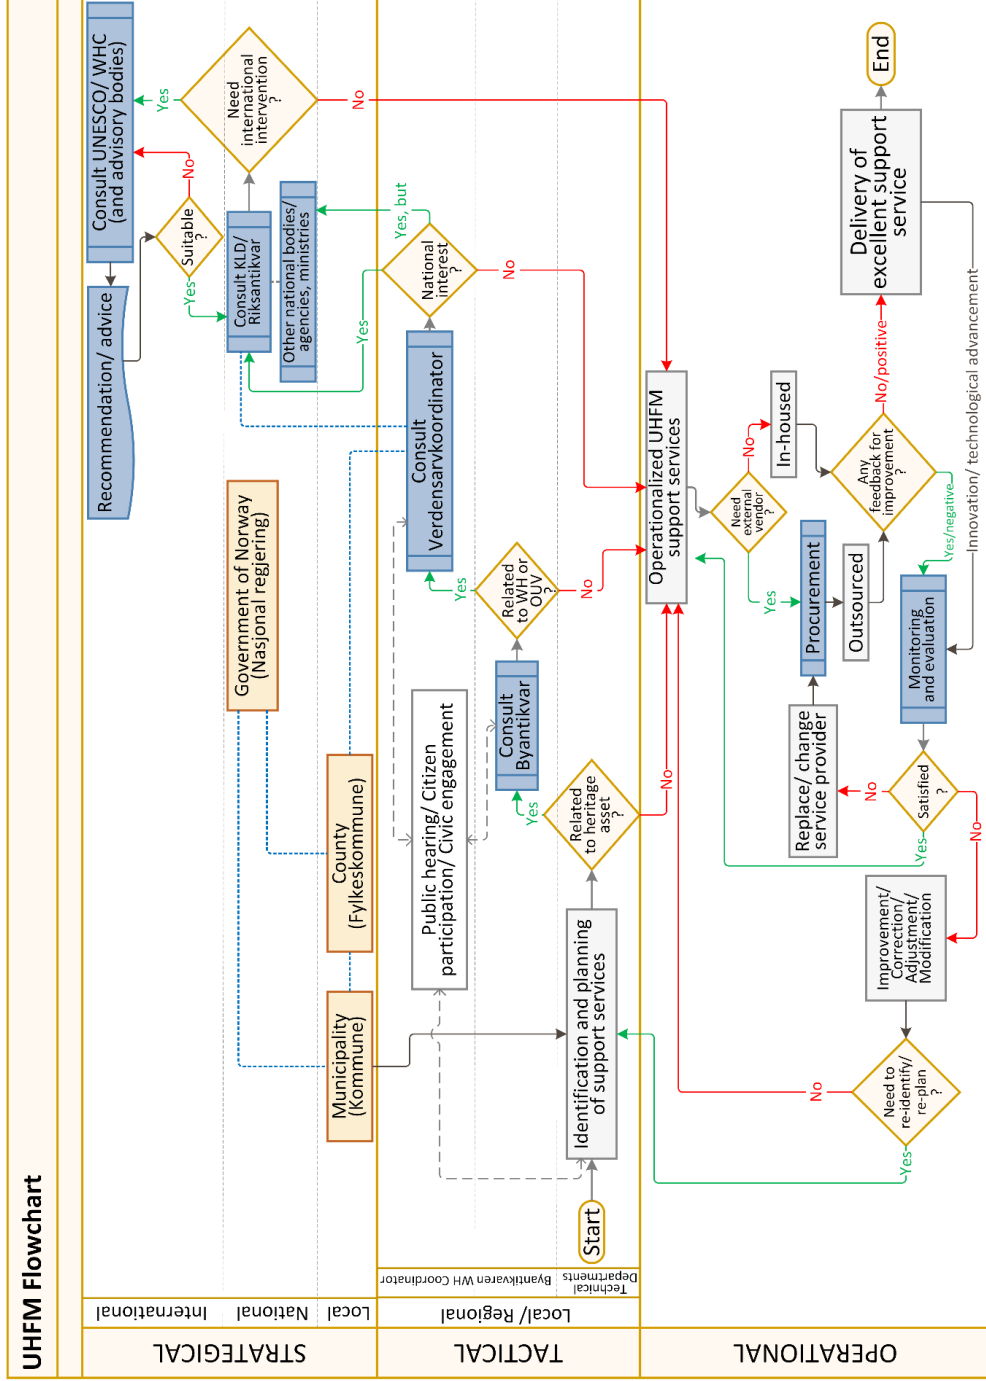 UHFM Flowchart
STRATEGICAL
International
National
Local
Consult UNESCO/ WHC
(and advisory bodies)
Recommendation/ advice
Suitable
?
Yes
No
Need
international
intervention
?
Yes
No
Consult KLD/
Riksantikvar
Other national bodies/
agencies, ministries
Government of Norway
(Nasjonal regjering)
County
(Fylkeskommune)
Municipality
(Kommune)
TACTICAL
Local/ Regional
WH Coordinator
Byantikvaren
Technical
Departments
Public hearing/ Citizen
participation/ Civic engagement
Consult
Verdensarvkoordinator
National
interest
?
Yes
Yes, but
No
Consult
Byantikvar
Related
to WH or
OUV
?
Yes
No
Start
Identification and planning
of support services
Related
to heritage
asset
?
Yes
No
OPERATIONAL
Operationalized UHFM
support services
Need
external
vendor
?
Yes
No
In-housed
Procurement
Outsourced
Any
feedback for
improvement
?
No/positive
Yes/negative
Delivery of
excellent support
service
End
Innovation/ technological advancement
Monitoring
and evaluation
Satisfied
?
Yes
No
No
Replace/ change
service provider
Improvement/
Correction/
Adjustment/
Modification
Need to
re-identify/
re-plan
?
No
Yes